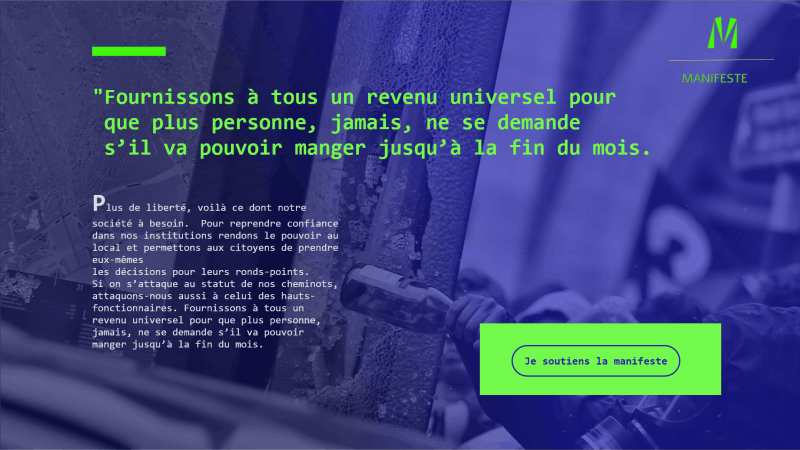 MANIFESTE
"Fournissons à tous un revenu universel pour
que plus personne, jamais, ne se demande
s’il va pouvoir manger jusqu’à la fin du mois.
Plus de liberté, voilà ce dont notre
société à besoin.  Pour reprendre confiance
dans nos institutions rendons le pouvoir au
local et permettons aux citoyens de prendre
eux-mêmes
les décisions pour leurs ronds-points.
Si on s’attaque au statut de nos cheminots,
attaquons-nous aussi à celui des hauts-
fonctionnaires. Fournissons à tous un
revenu universel pour que plus personne,
jamais, ne se demande s’il va pouvoir
manger jusqu’à la fin du mois.
Je soutiens la manifeste